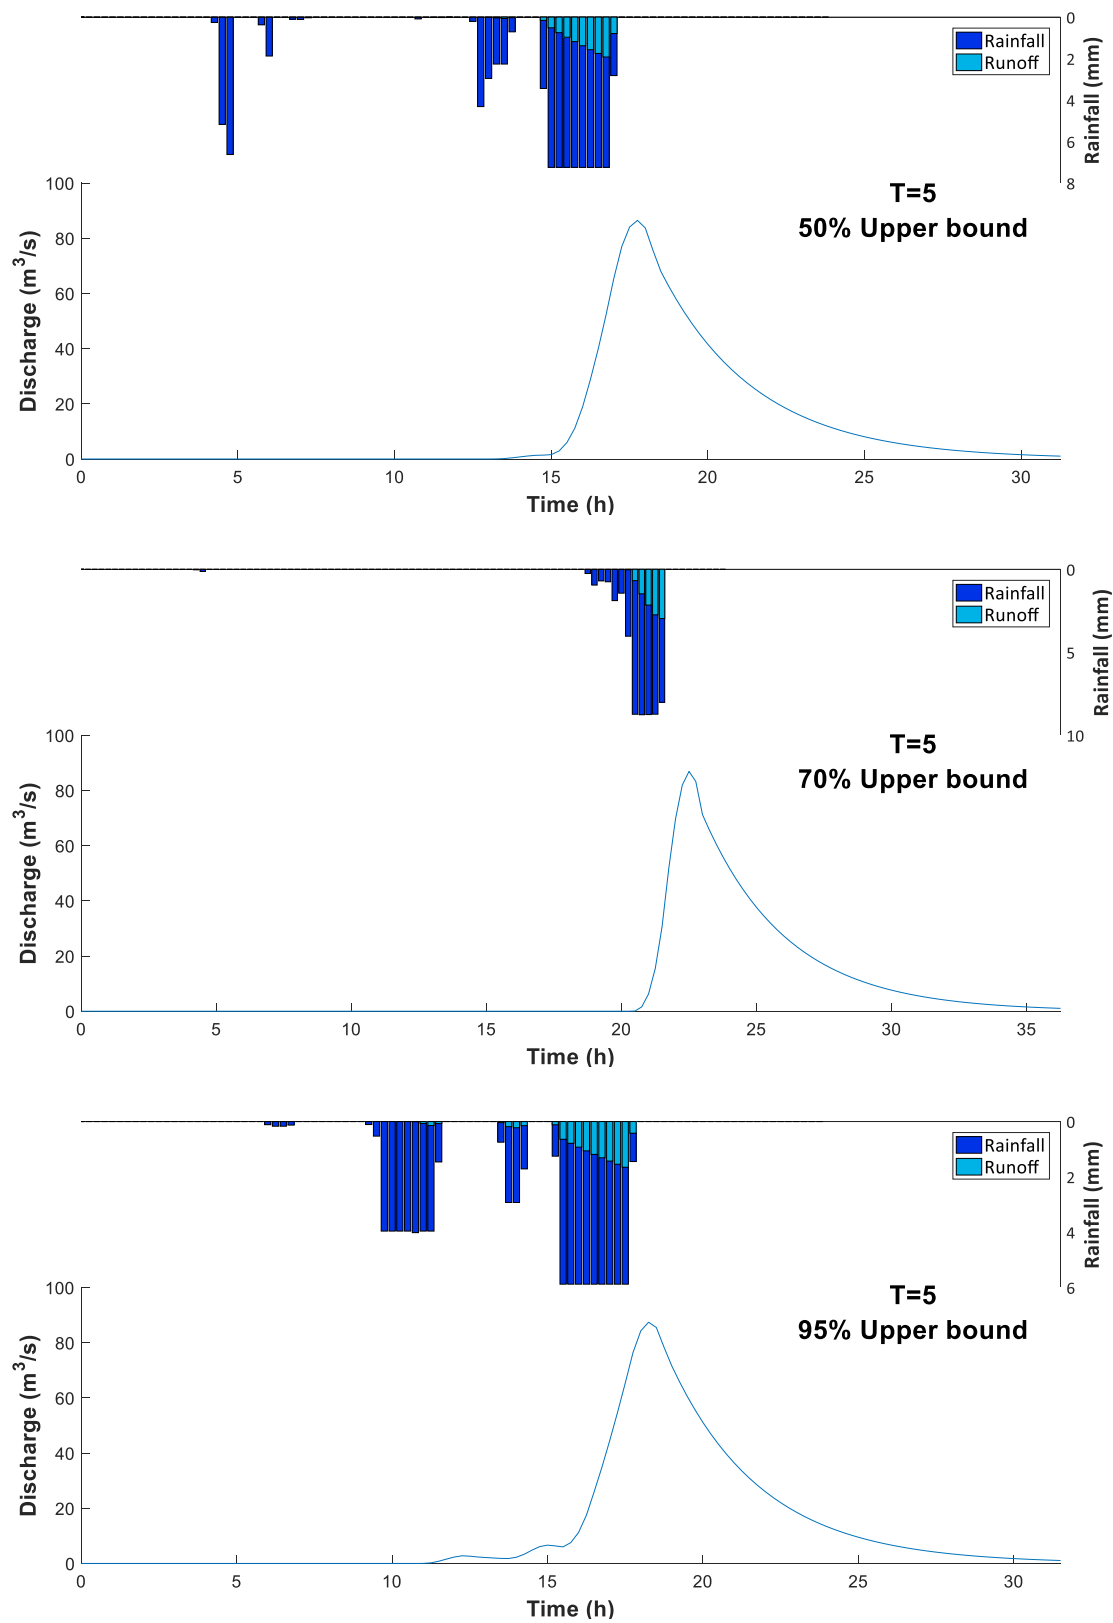 0
Rainfall
Runoff
2
4
6
8
Rainfall (mm)
T=5
50% Upper bound
100
80
60
40
20
0
Discharge (m³/s)
0 5 10 15 20 25 30
Time (h)
0
Rainfall
Runoff
5
10
Rainfall (mm)
T=5
70% Upper bound
100
80
60
40
20
0
Discharge (m³/s)
0 5 10 15 20 25 30 35
Time (h)
0
Rainfall
Runoff
2
4
6
Rainfall (mm)
T=5
95% Upper bound
100
80
60
40
20
0
Discharge (m³/s)
0 5 10 15 20 25 30
Time (h)